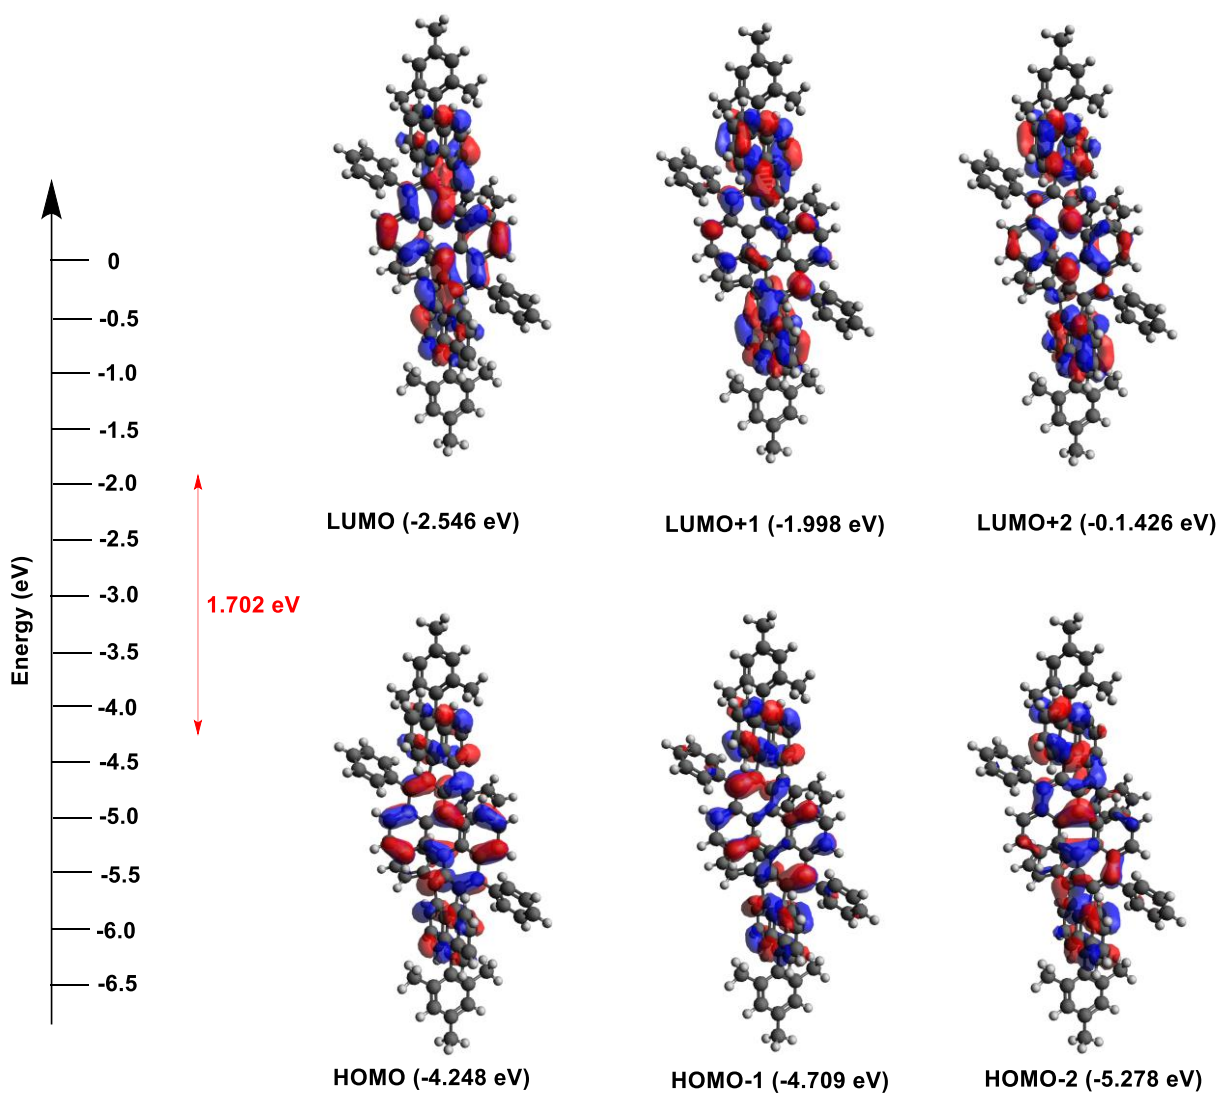 0
-0.5
-1.0
-1.5
-2.0
-2.5
-3.0
-3.5
-4.0
-4.5
-5.0
-5.5
-6.0
-6.5
Energy (eV)
1.702 eV
LUMO (-2.546 eV)
LUMO+1 (-1.998 eV)
LUMO+2 (-0.1.426 eV)
HOMO (-4.248 eV)
HOMO-1 (-4.709 eV)
HOMO-2 (-5.278 eV)